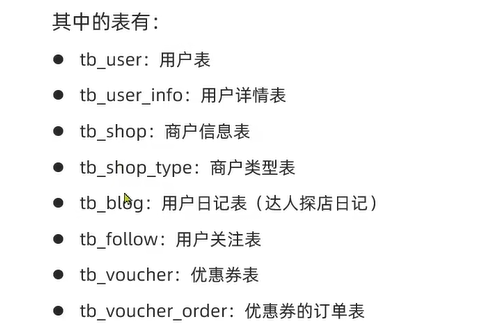 其中的表有：
● tb_user：用户表
● tb_user_info：用户详情表
● tb_shop：商户信息表
● tb_shop_type：商户类型表
● tb_blog：用户日记表（达人探店日记）
● tb_follow：用户关注表
● tb_voucher：优惠券表
● tb_voucher_order：优惠券的订单表